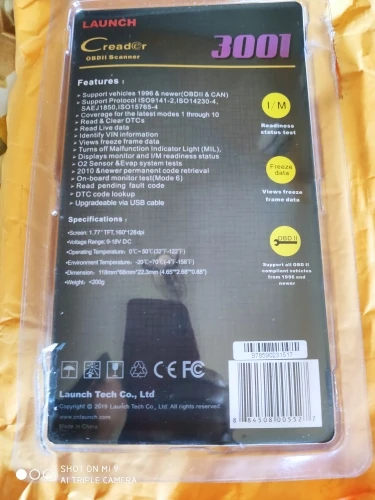 LAUNCH
Creader 3001
OBDII Scanner
Features :
Support vehicles 1996 & newer(OBDII & CAN)
Support Protocol ISO9141-2,ISO14230-4,
SAEJ1850,ISO15765-4
Coverage for the latest modes 1 through 10
Read & Clear DTCs
Read Live data
Identify VIN information
Views freeze frame data
Turns off Malfunction Indicator Light (MIL),
Displays monitor and I/M readiness status
O2 Sensor &Evap system tests
2010 &newer permanent code retrieval
On-board monitor test(Mode 6)
Read pending fault code
DTC code lookup
Upgradeable via USB cable
I/M
Readiness
status test
Freeze
data
Views freeze
frame data
OBD II
Support all OBD II
compliant vehicles
from 1996 and
newer
Specifications :
•Screen: 1.77" TFT, 160*128dpi
•Voltage Range: 9-18V DC
•Operating Temperature: 0℃~ 50℃(32℉~122℉)
•Environment Temperature: -20℃~70℃(-4℉~158℉)
•Dimension: 118mm*68mm*22.3mm (4.65"*2.68"*0.88")
•Weight: <200g
CE FC
Launch Tech Co., Ltd
Copyright © 2016 Launch Tech Co., Ltd. All rights reserved.
www.cnlaunch.com
Made in China
SHOT ON MI 9
AI TRIPLE CAMERA